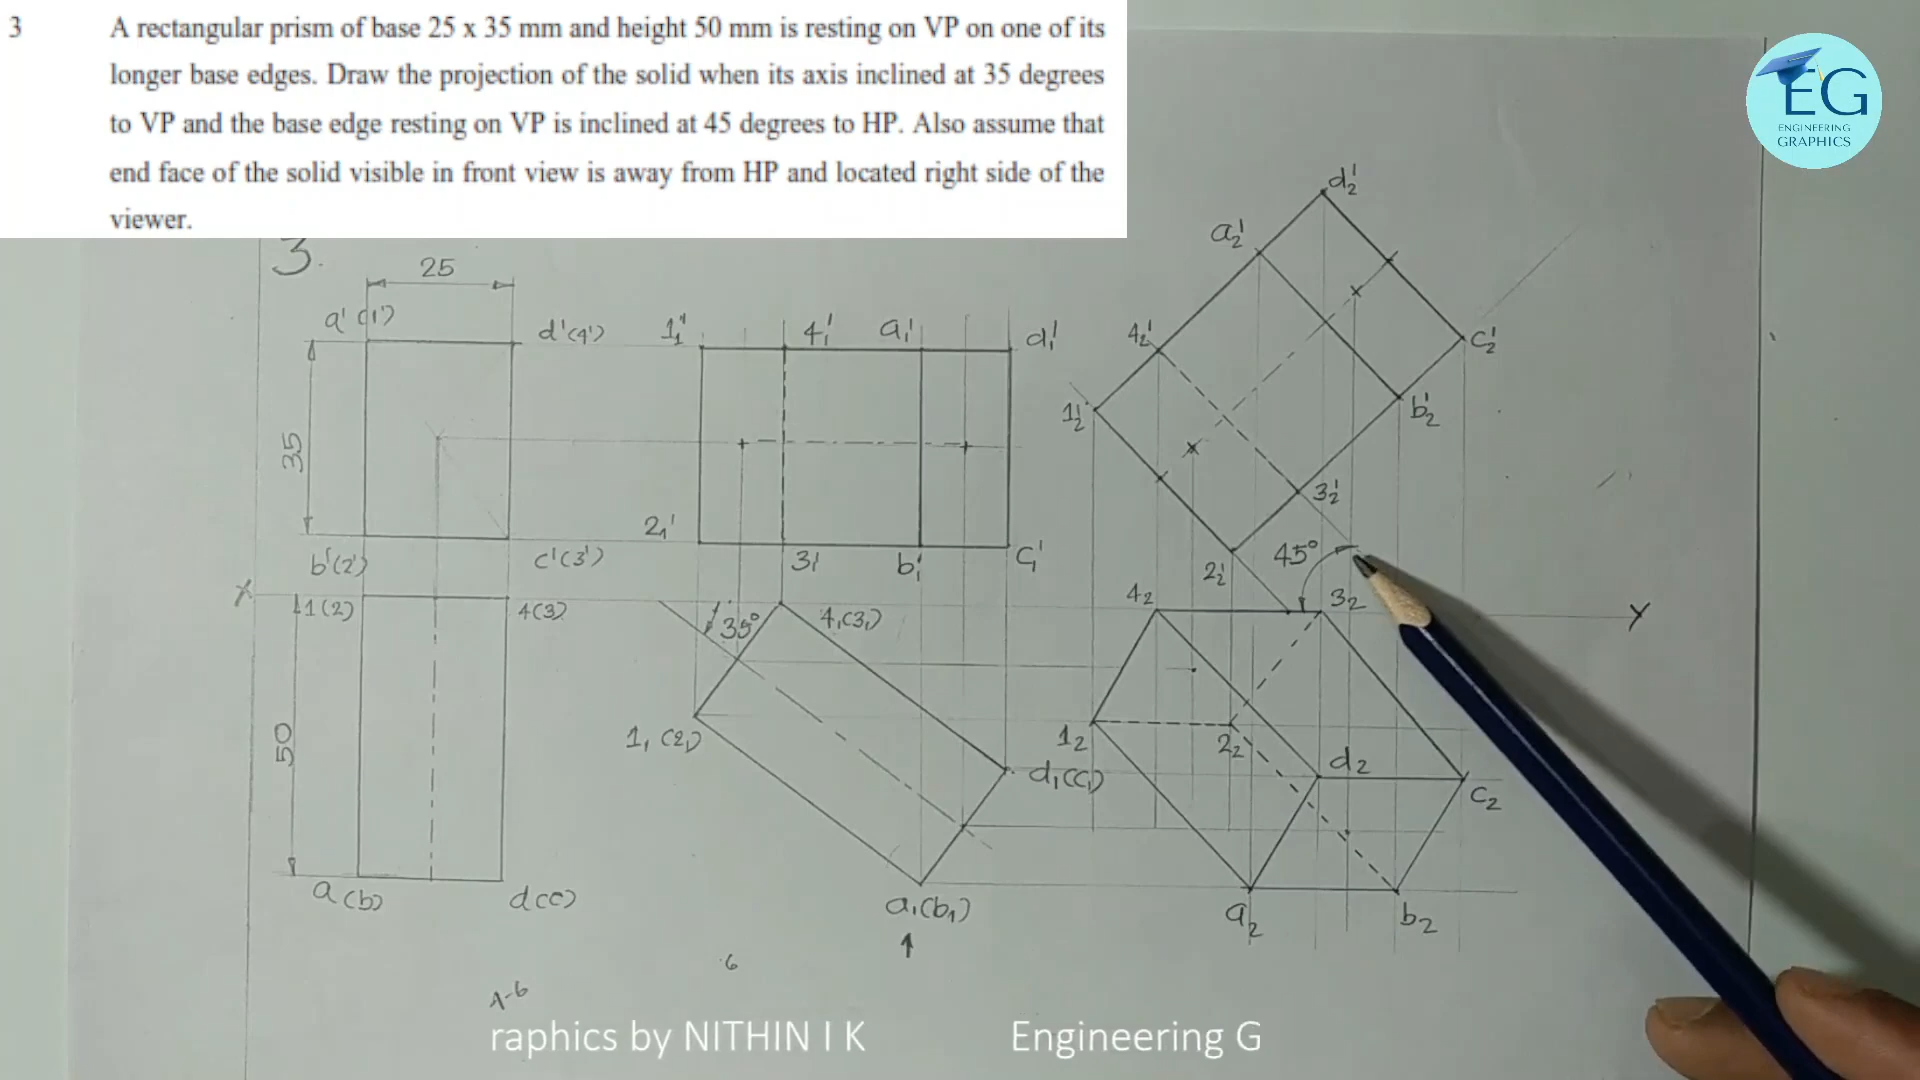 3 A rectangular prism of base 25 x 35 mm and height 50 mm is resting on VP on one of its
longer base edges. Draw the projection of the solid when its axis inclined at 35 degrees
to VP and the base edge resting on VP is inclined at 45 degrees to HP. Also assume that
end face of the solid visible in front view is away from HP and located right side of the
viewer.
EG
ENGINEERING
GRAPHICS
3.
25
a'(1') d'(4')
35
b'(2') c'(3')
X
1(2) 4(3)
50
a(b) d(c)
1₁' 4₁' a₁' d₁'
2₁' 3₁' b₁' c₁'
35° 4₁(3₁)
1₁(2₁)
d₁(c₁)
a₁(b₁)
d₂'
a₂'
4₂' c₂'
1₂' b₂'
3₂'
2₂' 45°
4₂ 3₂ Y
1₂ 2₂ d₂
c₂
a₂ b₂
raphics by NITHIN I K Engineering G